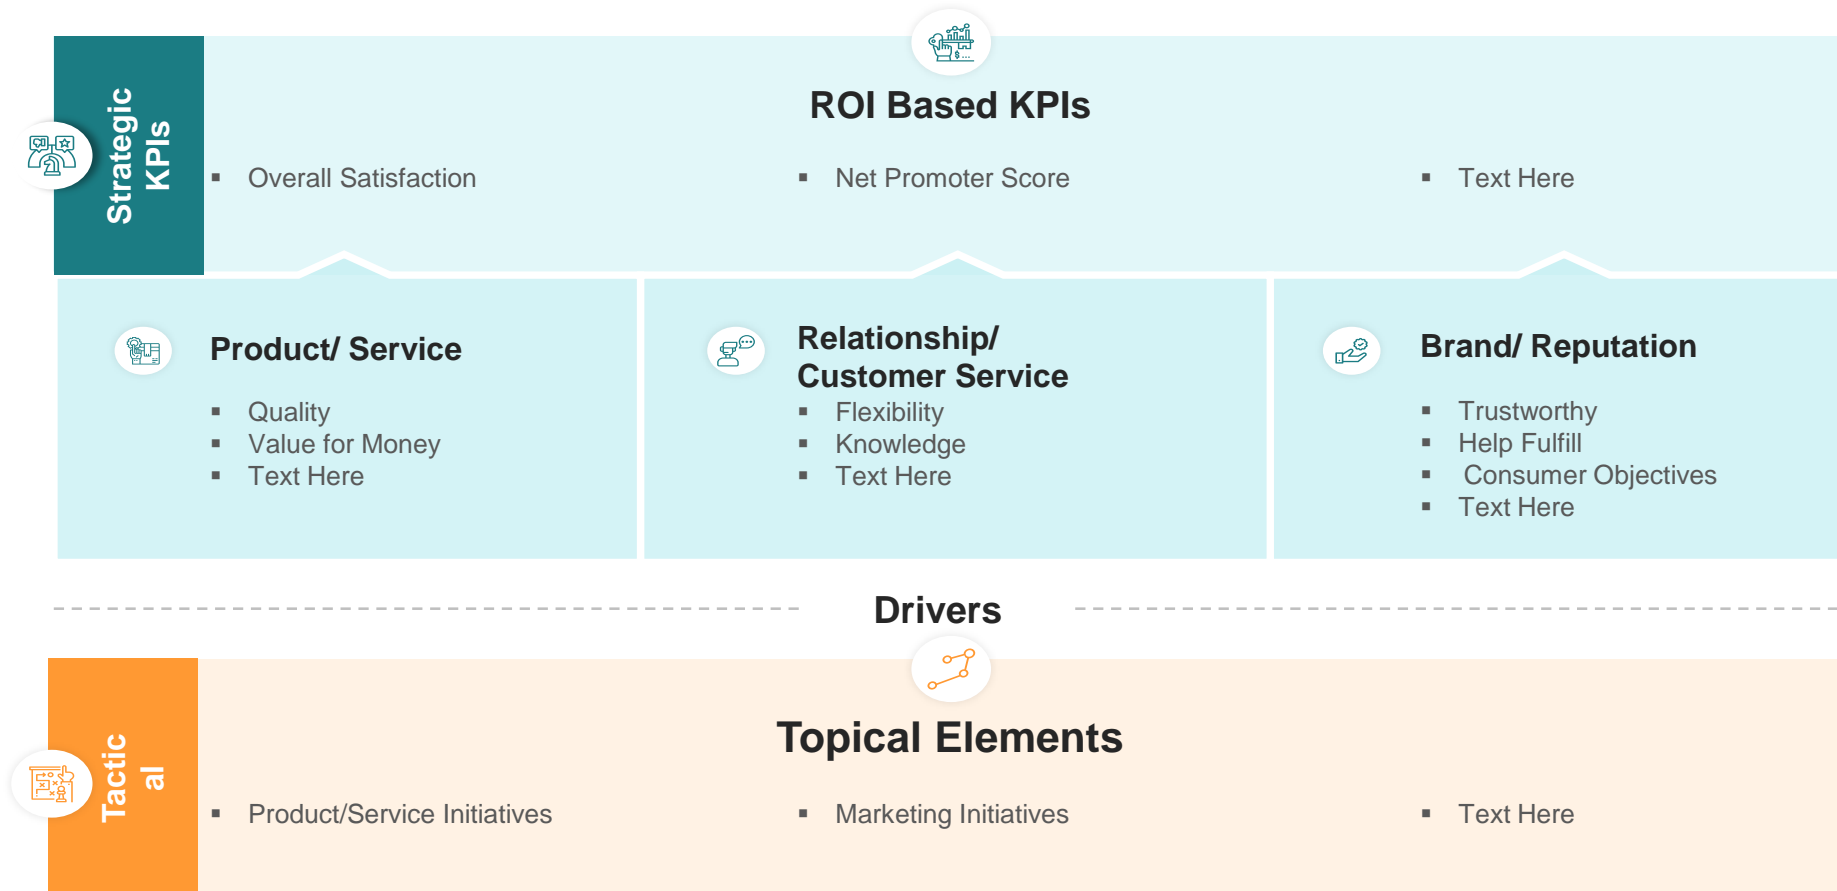 Strategic
KPIs
ROI Based KPIs
▪ Overall Satisfaction
▪ Net Promoter Score
▪ Text Here
Product/ Service
▪ Quality
▪ Value for Money
▪ Text Here
Relationship/
Customer Service
▪ Flexibility
▪ Knowledge
▪ Text Here
Brand/ Reputation
▪ Trustworthy
▪ Help Fulfill
▪ Consumer Objectives
▪ Text Here
Drivers
Tactic
al
Topical Elements
▪ Product/Service Initiatives
▪ Marketing Initiatives
▪ Text Here